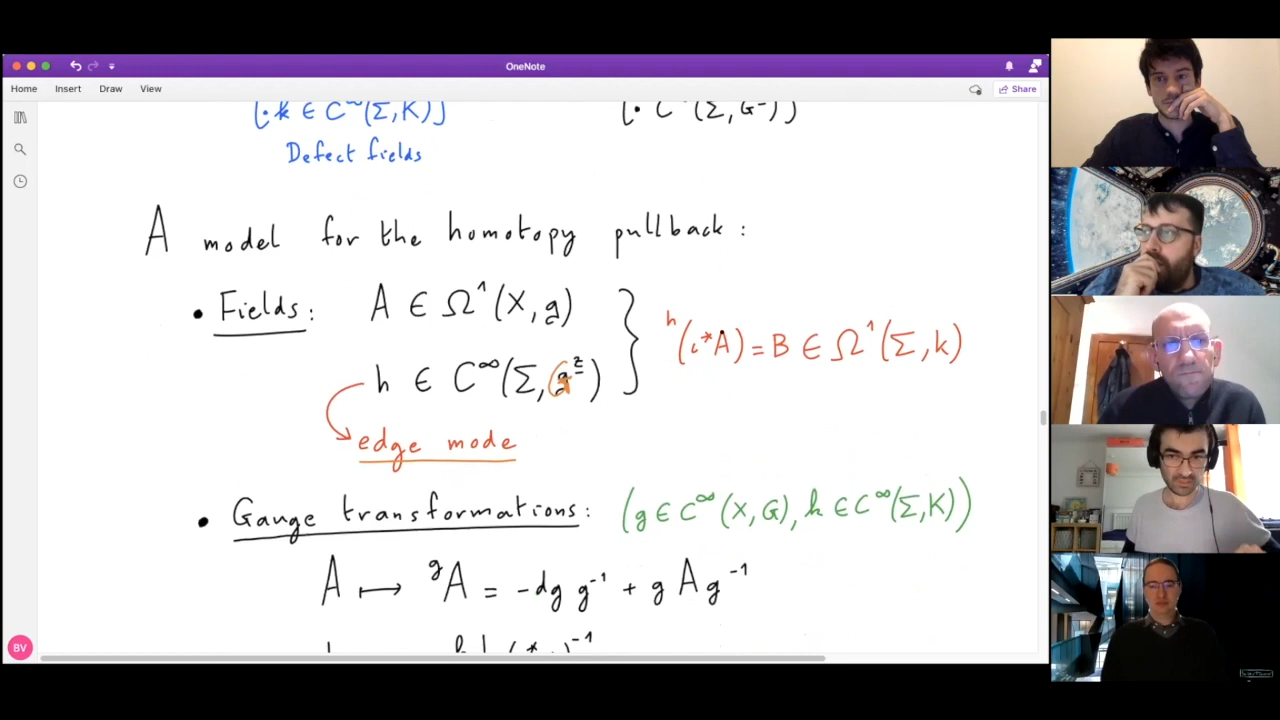 OneNote
Home Insert Draw View Share
[· k ∈ C^∞(Σ, K)] [· C (Σ, G^z)]
Defect fields
A model for the homotopy pullback :
• Fields : A ∈ Ω¹(X, g)
h ∈ C^∞(Σ, G^z) } ʰ(ι*A) = B ∈ Ω¹(Σ, k)
edge mode
• Gauge transformations : (g ∈ C^∞(X, G), k ∈ C^∞(Σ, K))
A ⟼ ᵍA = -dg g⁻¹ + g A g⁻¹
BV